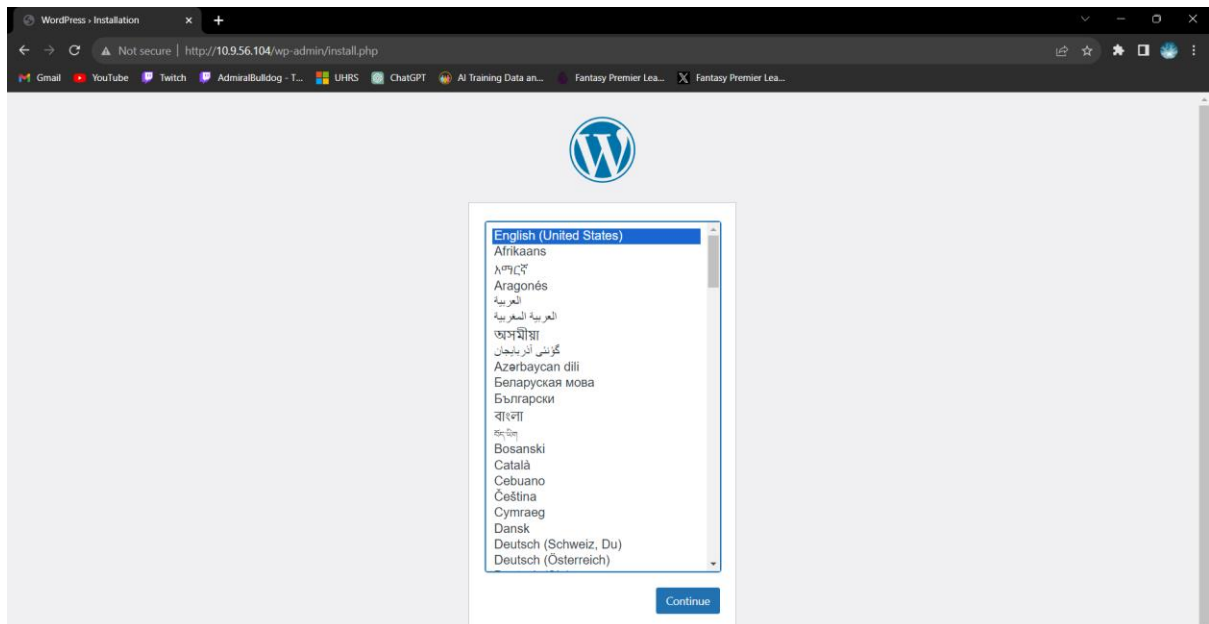 WordPress › Installation
Not secure | http://10.9.56.104/wp-admin/install.php
Gmail YouTube Twitch AdmiralBulldog - T... UHRS ChatGPT AI Training Data an... Fantasy Premier Lea... Fantasy Premier Lea...
English (United States)
Afrikaans
አማርኛ
Aragonés
العربية
العربية المغربية
অসমীয়া
گؤنئی آذربایجان
Azərbaycan dili
Беларуская мова
Български
বাংলা
བོད་ཡིག
Bosanski
Català
Cebuano
Čeština
Cymraeg
Dansk
Deutsch (Schweiz, Du)
Deutsch (Österreich)
Continue